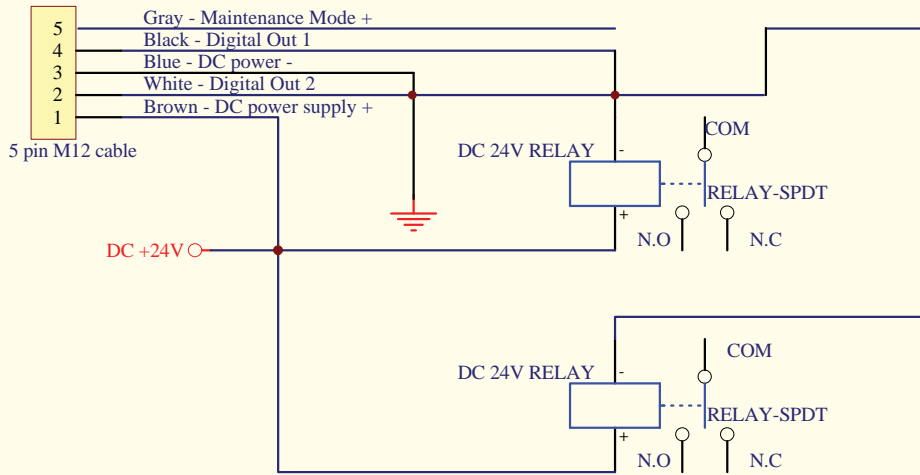 5
Gray - Maintenance Mode +
4
Black - Digital Out 1
3
Blue - DC power -
2
White - Digital Out 2
1
Brown - DC power supply +
5 pin M12 cable
COM
DC 24V RELAY
-
RELAY-SPDT
+
N.O
N.C
DC +24V
COM
DC 24V RELAY
-
RELAY-SPDT
+
N.O
N.C